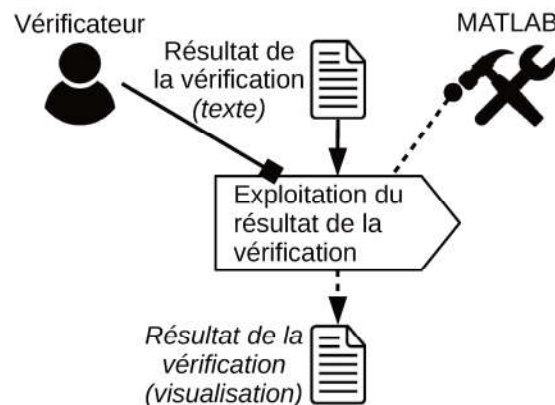 Vérificateur
MATLAB
Résultat de
la vérification
(texte)
Exploitation du
résultat de la
vérification
Résultat de la
vérification
(visualisation)